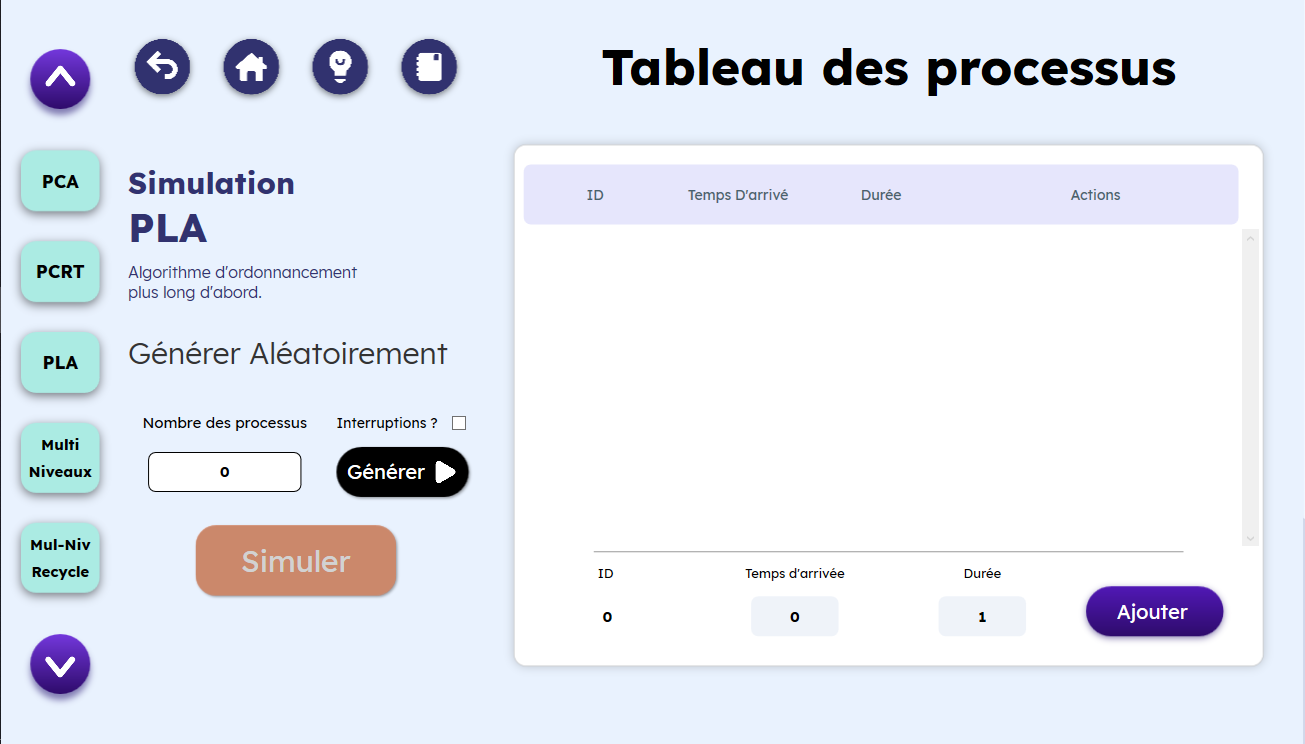 Tableau des processus
PCA
PCRT
PLA
Multi
Niveaux
Mul-Niv
Recycle
Simulation
PLA
Algorithme d'ordonnancement
plus long d'abord.
Générer Aléatoirement
Nombre des processus
Interruptions ?
0
Générer
Simuler
ID Temps D'arrivé Durée Actions
ID Temps d'arrivée Durée
0 0 1
Ajouter